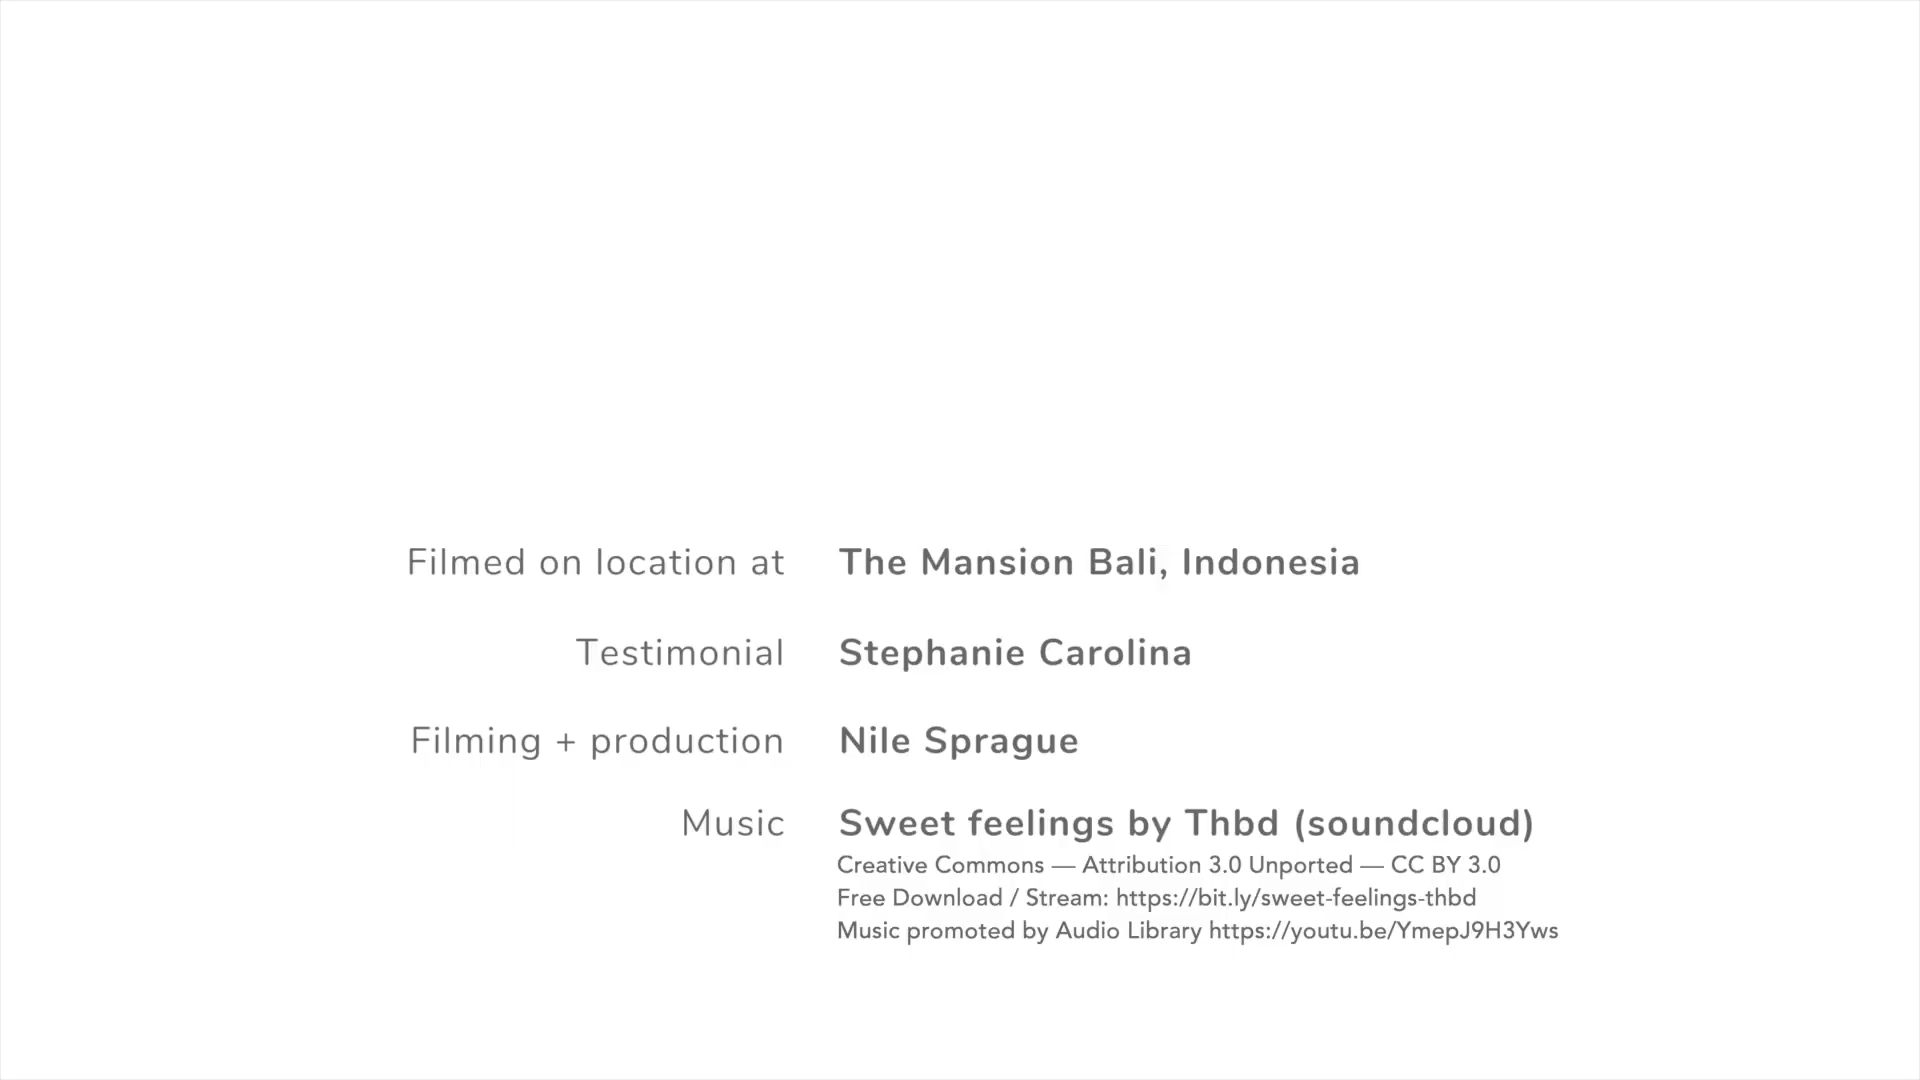 Filmed on location at The Mansion Bali, Indonesia
Testimonial Stephanie Carolina
Filming + production Nile Sprague
Music Sweet feelings by Thbd (soundcloud)
Creative Commons — Attribution 3.0 Unported — CC BY 3.0
Free Download / Stream: https://bit.ly/sweet-feelings-thbd
Music promoted by Audio Library https://youtu.be/YmepJ9H3Yws